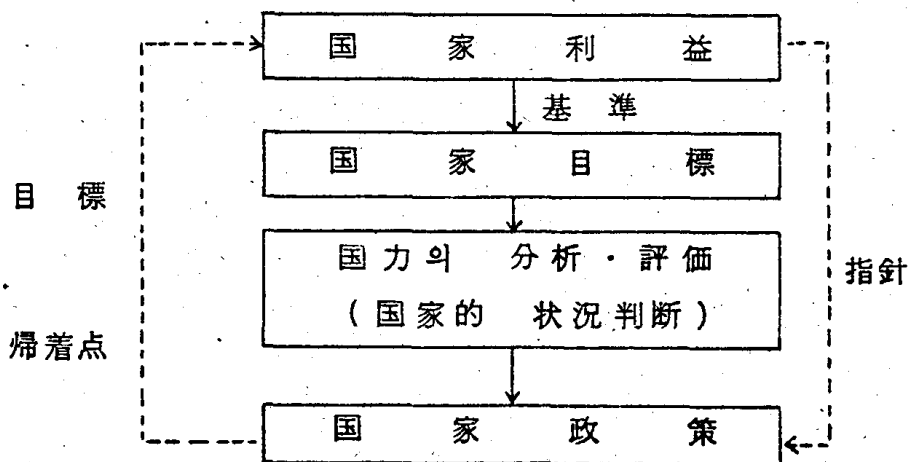 国家利益
基準
国家目標
国力의 分析・評価
(国家的 状況判断)
国家政策
目標
帰着点
指針